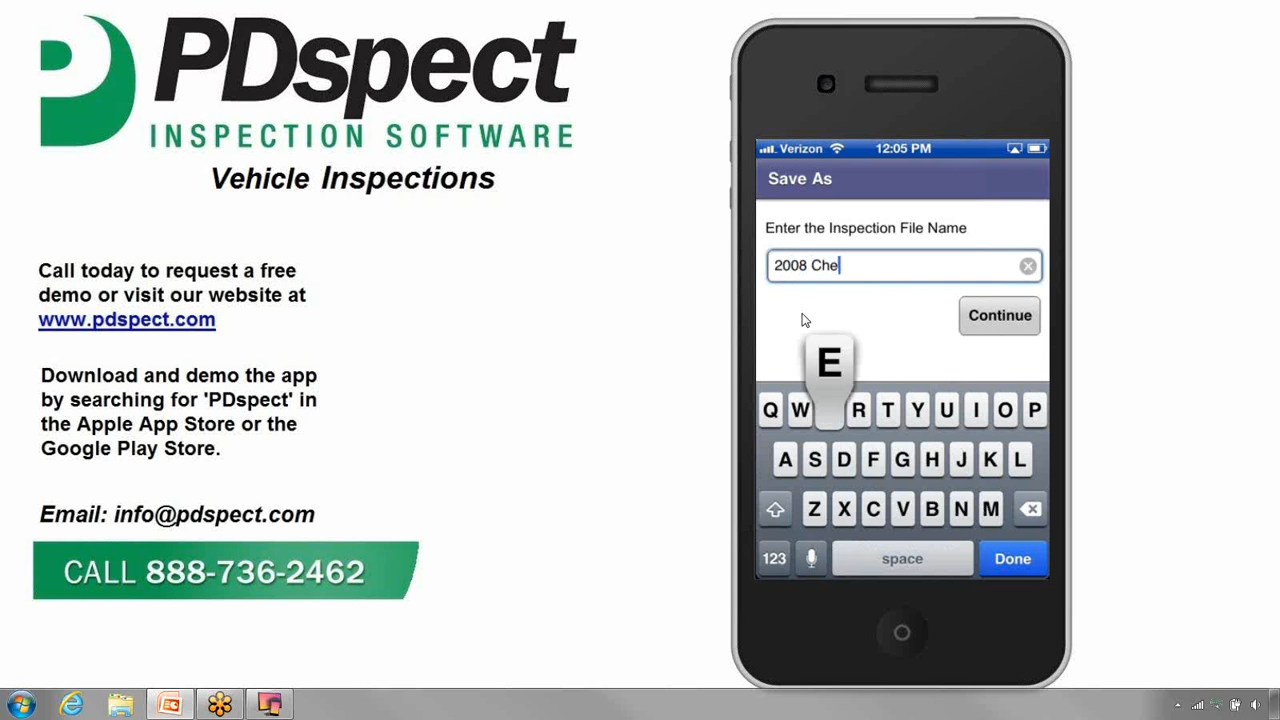 PDspect
INSPECTION SOFTWARE
Vehicle Inspections
Call today to request a free
demo or visit our website at
www.pdspect.com
Download and demo the app
by searching for 'PDspect' in
the Apple App Store or the
Google Play Store.
Email: info@pdspect.com
CALL 888-736-2462
Verizon 12:05 PM
Save As
Enter the Inspection File Name
2008 Che
Continue
E
Q W R T Y U I O P
A S D F G H J K L
Z X C V B N M
123 space Done